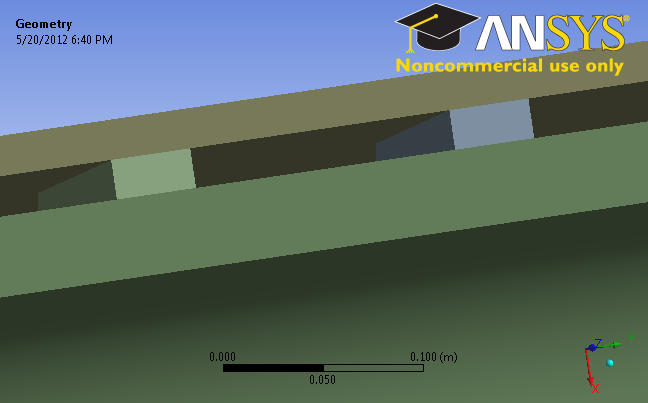 Geometry
5/20/2012 6:40 PM
ANSYS®
Noncommercial use only
0.000
0.100 (m)
0.050
Z
Y
X